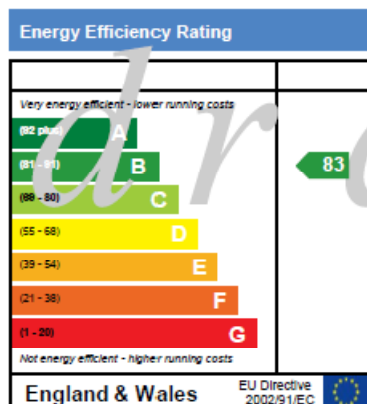 Energy Efficiency Rating
Very energy efficient - lower running costs
(92 plus) A
(81 - 91) B
83
(69 - 80) C
(55 - 68) D
(39 - 54) E
(21 - 38) F
(1 - 20) G
Not energy efficient - higher running costs
England & Wales
EU Directive
2002/91/EC